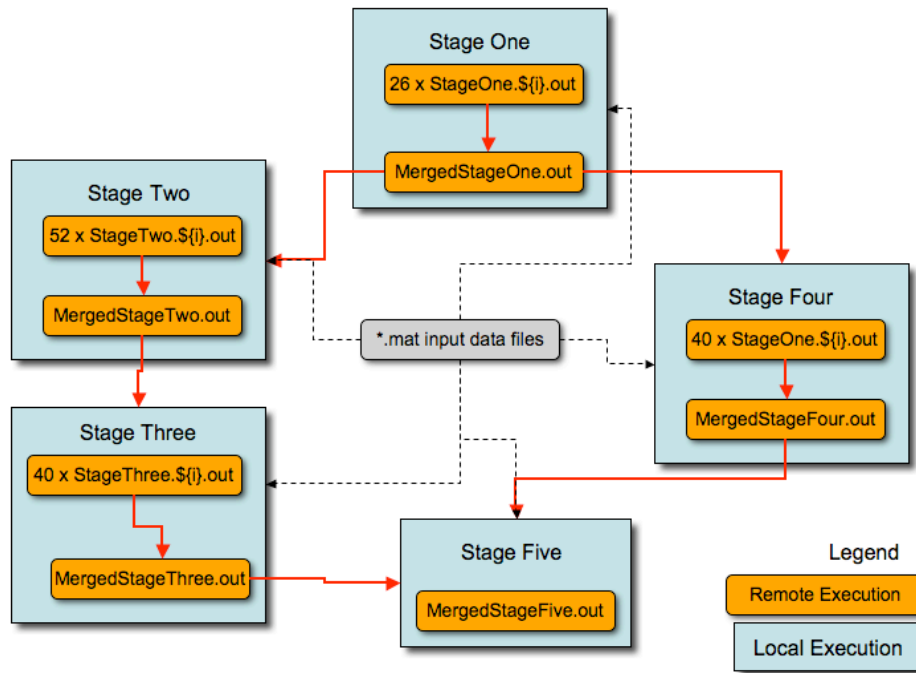 Stage One
26 x StageOne.${i}.out
MergedStageOne.out
Stage Two
52 x StageTwo.${i}.out
MergedStageTwo.out
Stage Four
40 x StageOne.${i}.out
MergedStageFour.out
*.mat input data files
Stage Three
40 x StageThree.${i}.out
MergedStageThree.out
Stage Five
MergedStageFive.out
Legend
Remote Execution
Local Execution